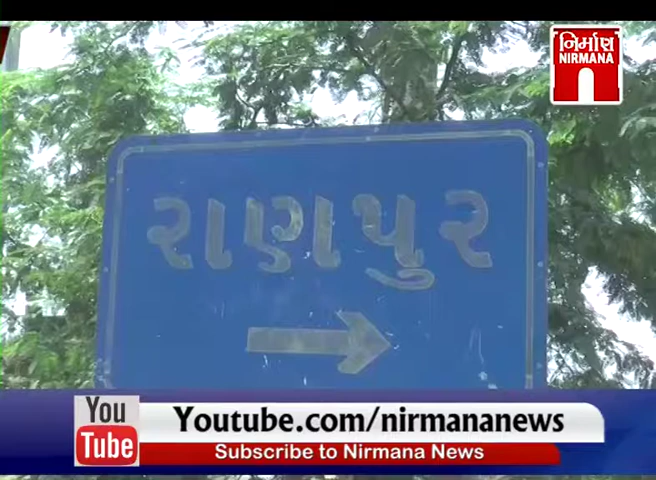 નિર્માણ
NIRMANA
રાણપુર
You
Tube
Youtube.com/nirmananews
Subscribe to Nirmana News